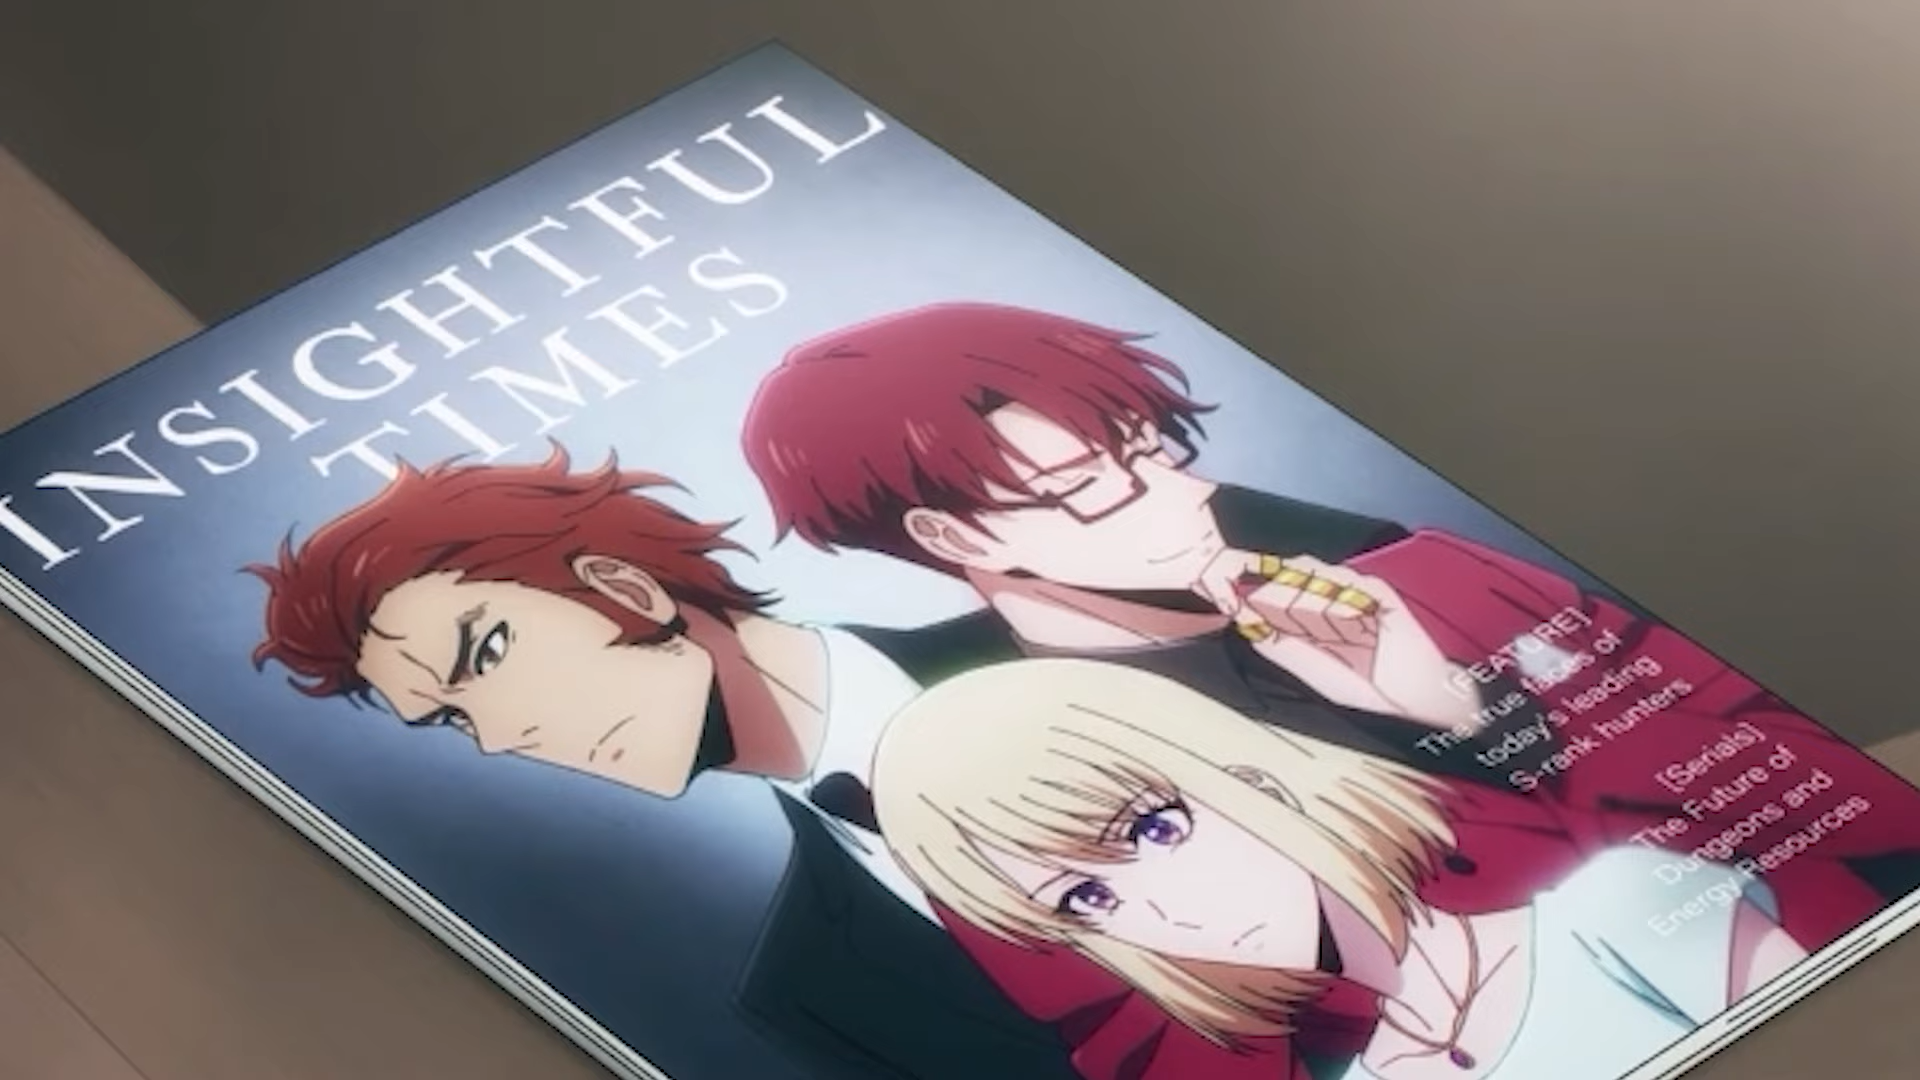 INSIGHTFUL
TIMES
[FEATURE]
The true faces of
today's leading
S-rank hunters
[Serials]
The Future of
Dungeons and
Energy Resources